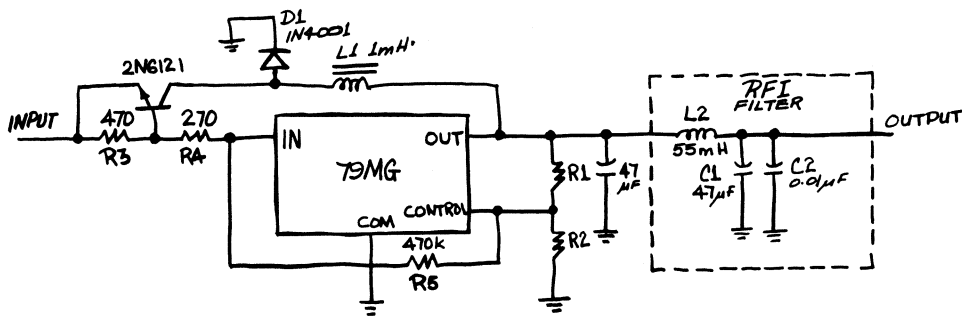 D1
1N4001
L1 1mH.
2N6121
RFI
FILTER
INPUT
470
270
IN
OUT
L2
OUTPUT
R3
R4
79MG
55mH
R1
47
µF
C1
47µF
C2
0.01µF
COM
CONTROL
R2
470k
R5